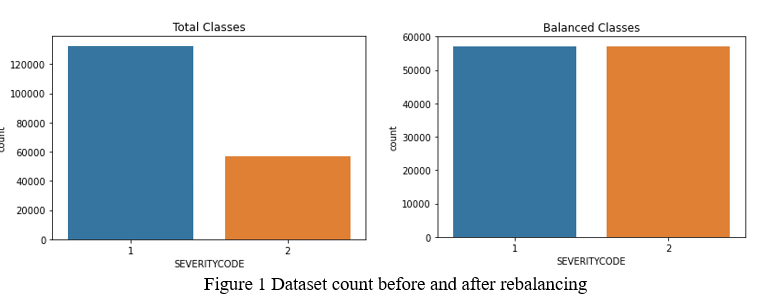 Total Classes
120000
100000
80000
60000
40000
20000
0
count
1
2
SEVERITYCODE
Balanced Classes
60000
50000
40000
30000
20000
10000
0
count
1
2
SEVERITYCODE
Figure 1 Dataset count before and after rebalancing